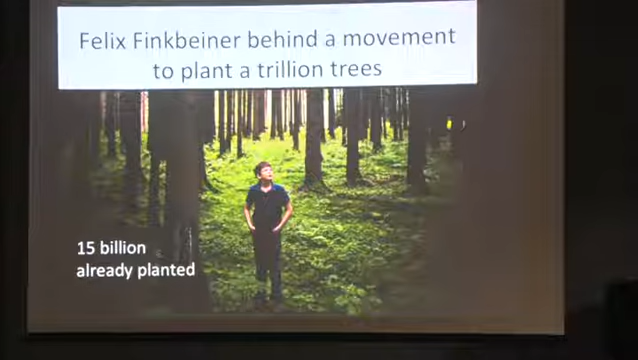 Felix Finkbeiner behind a movement
to plant a trillion trees
15 billion
already planted